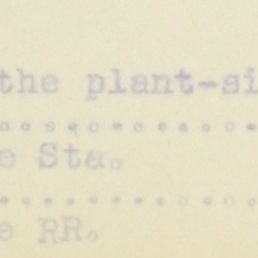 the plant-si
. . . . . . . . . . . . . .
e Sta.
. . . . . . . . . . . . . .
e RR.